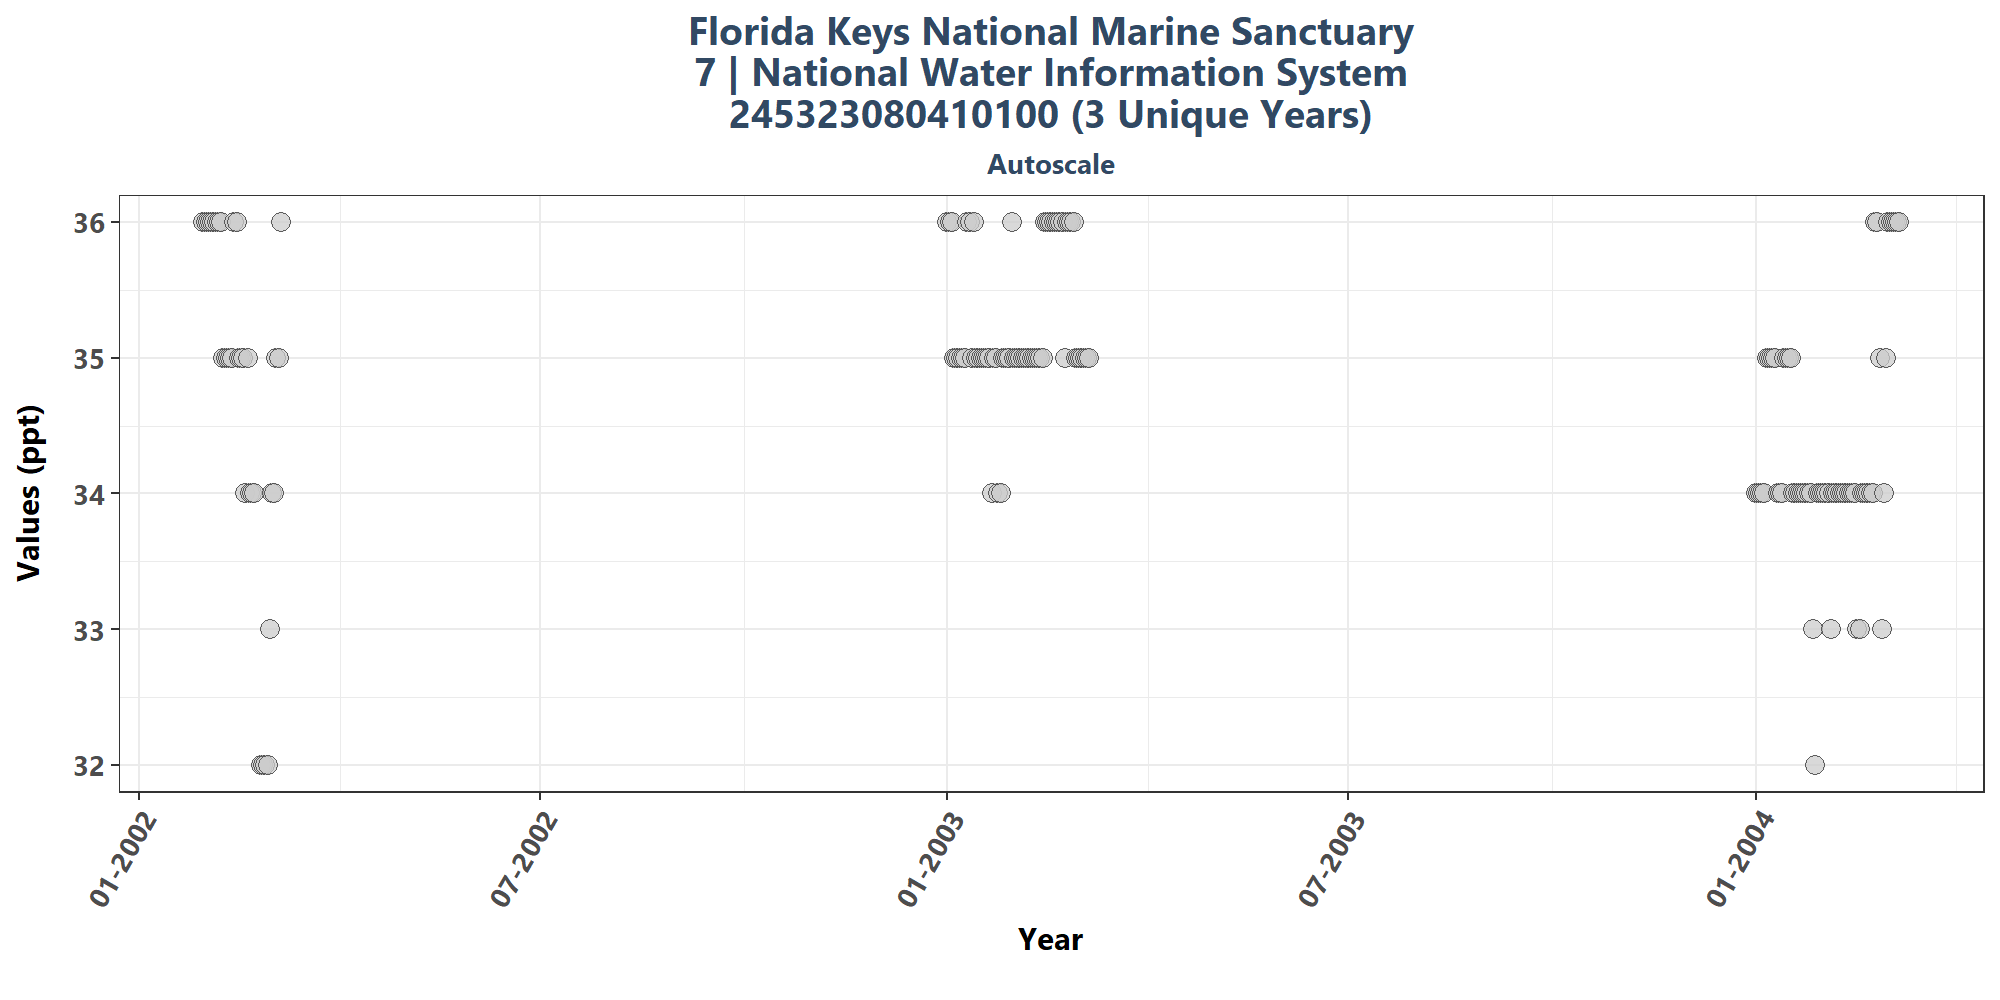 Florida Keys National Marine Sanctuary
7 | National Water Information System
245323080410100 (3 Unique Years)
Autoscale
Values (ppt)
36
35
34
33
32
01-2002
07-2002
01-2003
07-2003
01-2004
Year